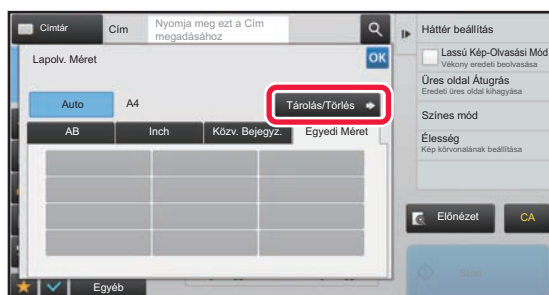 Címtár
Cím
Nyomja meg ezt a Cím
megadásához
Lapolv. Méret
OK
Auto
A4
Tárolás/Törlés
AB
Inch
Közv. Bejegyz.
Egyedi Méret
Egyéb
Háttér beállítás
Lassú Kép-Olvasási Mód
Vékony eredeti beolvasása
Üres oldal Átugrás
Eredeti üres oldal kihagyása
Színes mód
Élesség
Kép körvonalának beállítása
Előnézet
CA
Start